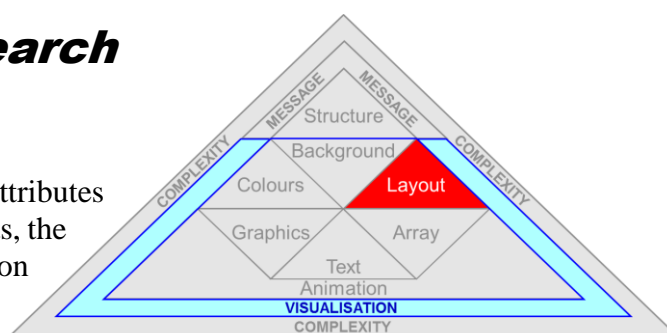 earch
ttributes
s, the
on
MESSAGE
MESSAGE
Structure
COMPLEXITY
COMPLEXITY
Background
Colours
Layout
Graphics
Array
Text
Animation
VISUALISATION
COMPLEXITY